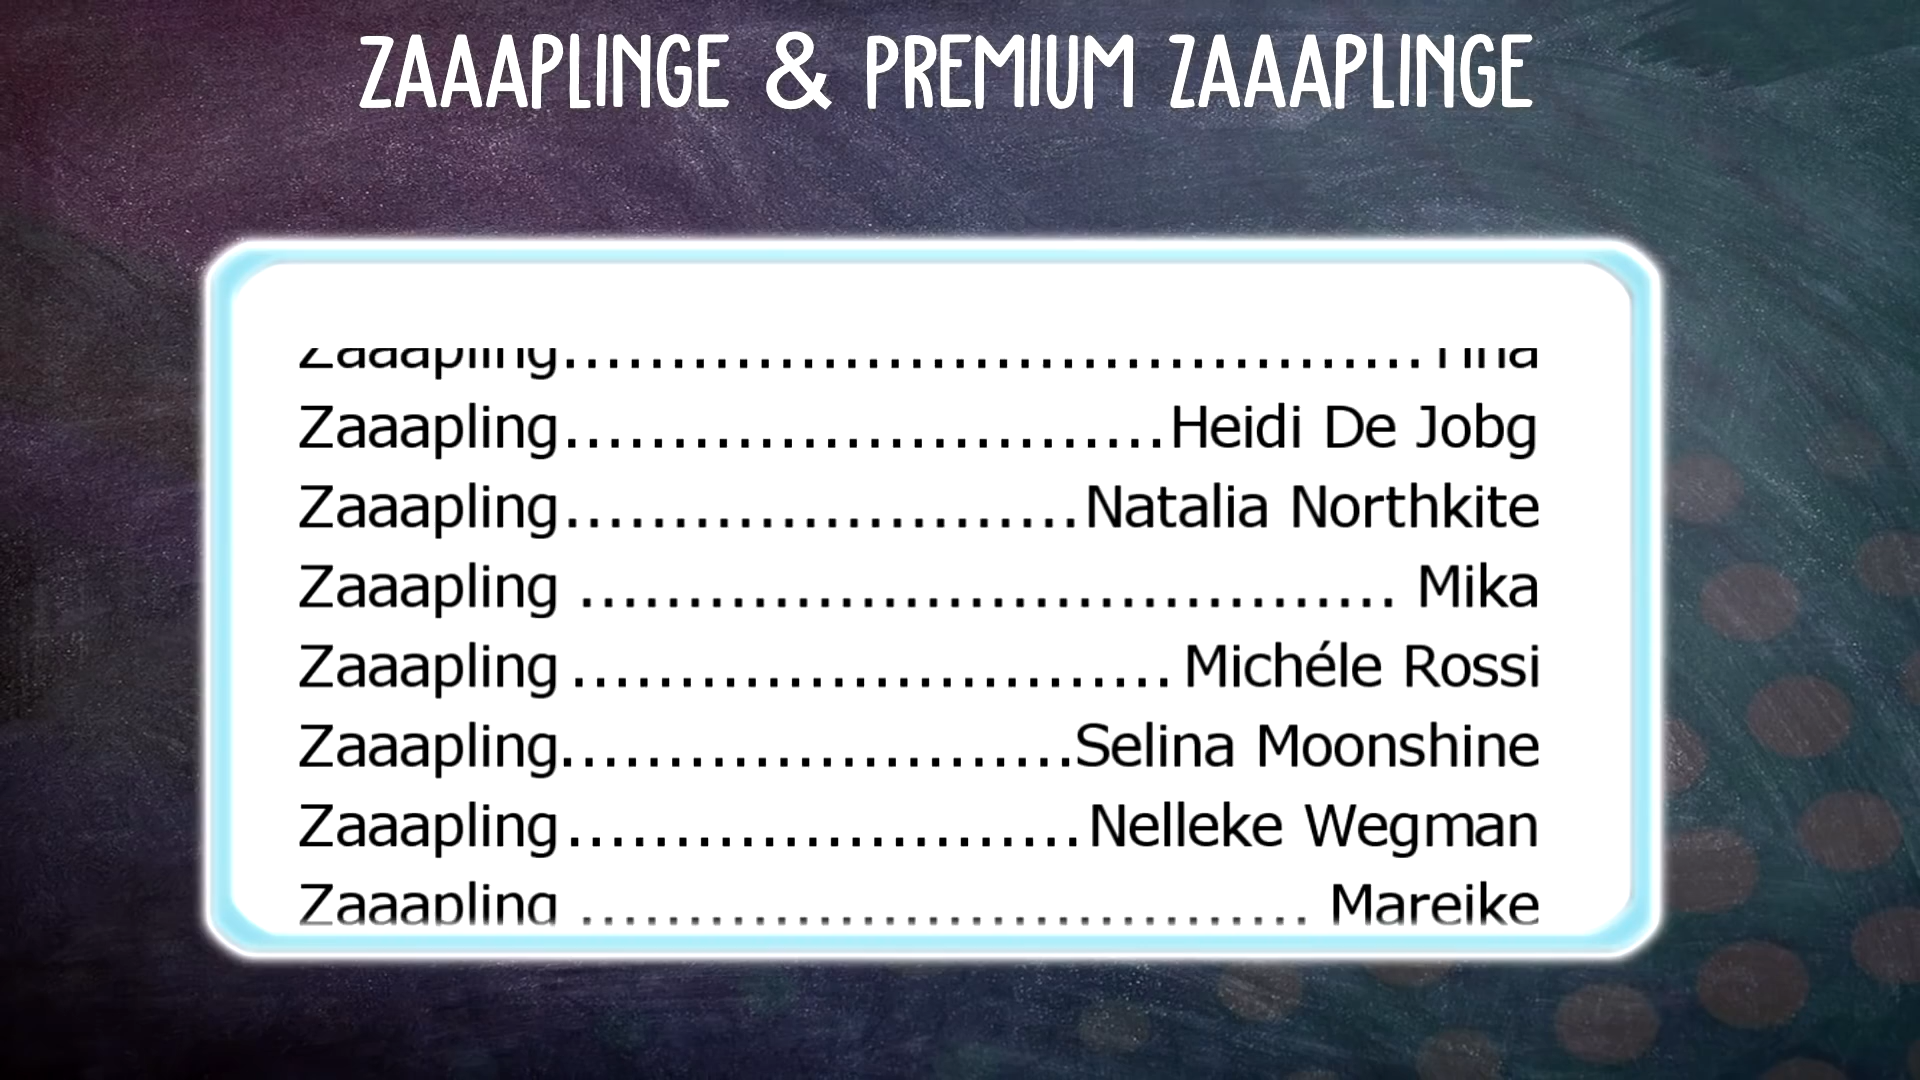 ZAAAPLINGE & PREMIUM ZAAAPLINGE
Zaaapling
Zaaapling...........................Heidi De Jobg
Zaaapling.......................Natalia Northkite
Zaaapling ..................................... Mika
Zaaapling ........................... Michéle Rossi
Zaaapling.......................Selina Moonshine
Zaaapling.......................Nelleke Wegman
Zaaapling ................................. Mareike